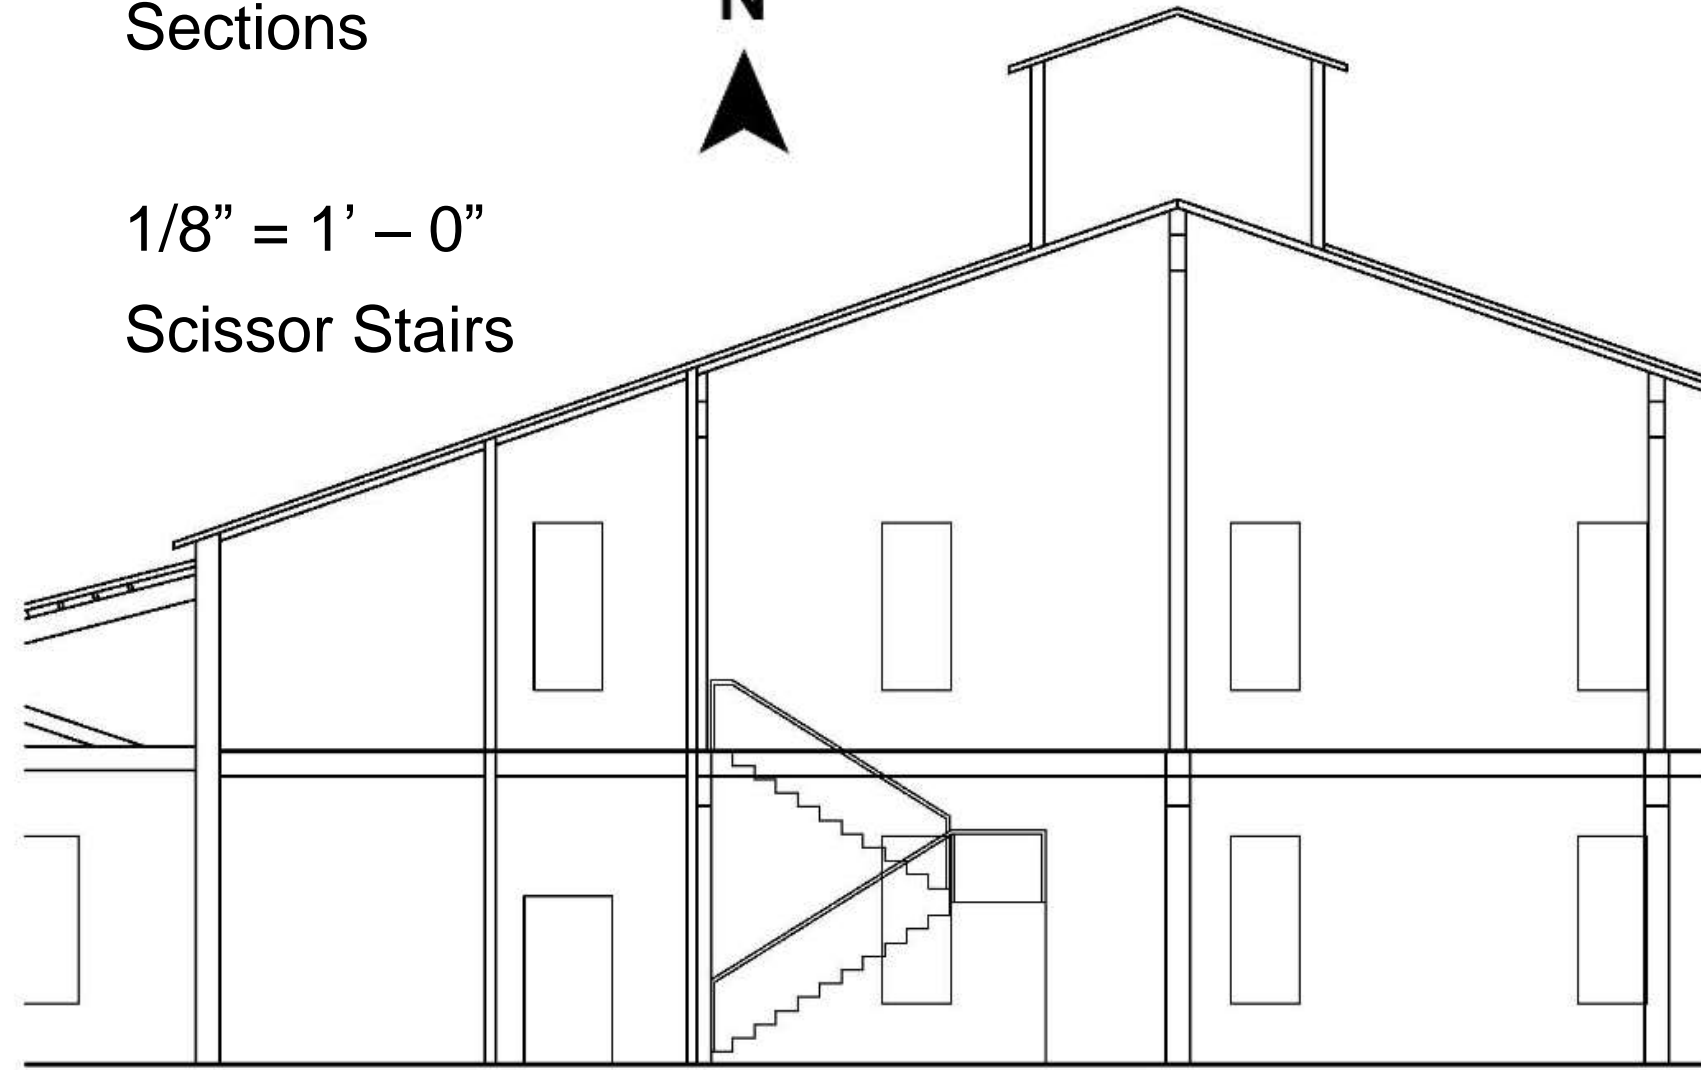 Sections
N
1/8” = 1’ – 0”
Scissor Stairs